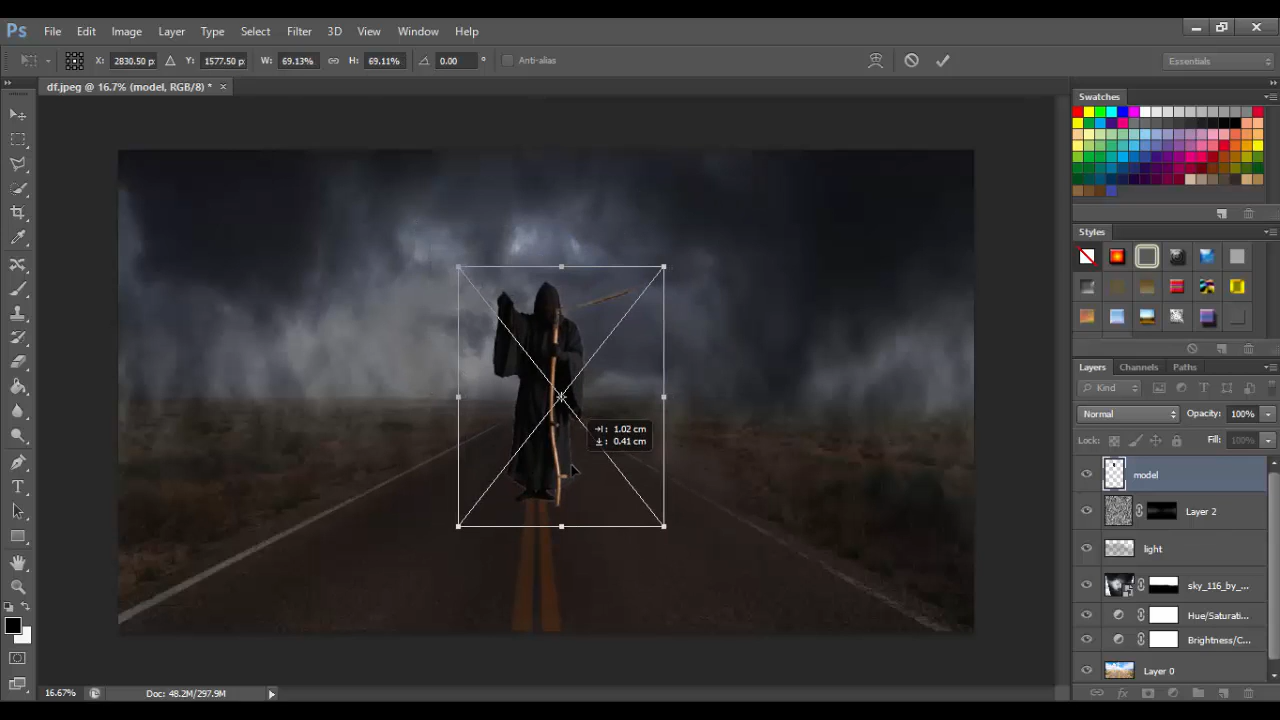 Ps File Edit Image Layer Type Select Filter 3D View Window Help
X: 2830.50 p: Y: 1577.50 p: W: 69.13% H: 69.11% 0.00 ° Anti-alias Essentials
df.jpeg @ 16.7% (model, RGB/8) * ×
Swatches
Styles
Layers Channels Paths
Kind
Normal Opacity: 100%
Lock: Fill: 100%
model
Layer 2
light
sky_116_by_...
Hue/Saturati...
Brightness/C...
Layer 0
: 1.02 cm
: 0.41 cm
16.67% Doc: 48.2M/297.9M